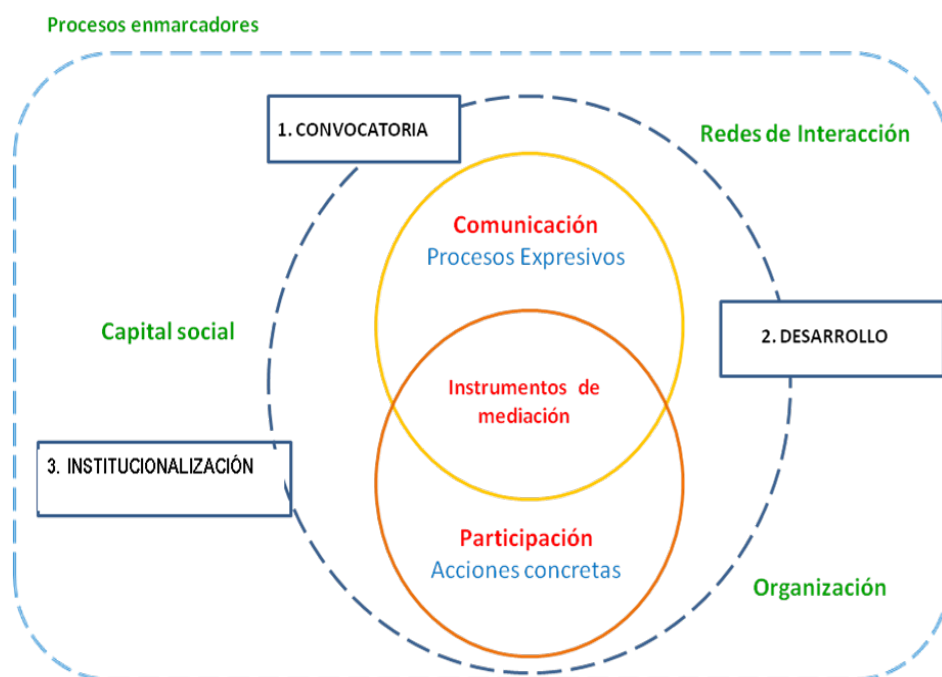 Procesos enmarcadores
1. CONVOCATORIA
Redes de Interacción
Comunicación
Procesos Expresivos
Capital social
2. DESARROLLO
Instrumentos de
mediación
3. INSTITUCIONALIZACIÓN
Participación
Acciones concretas
Organización